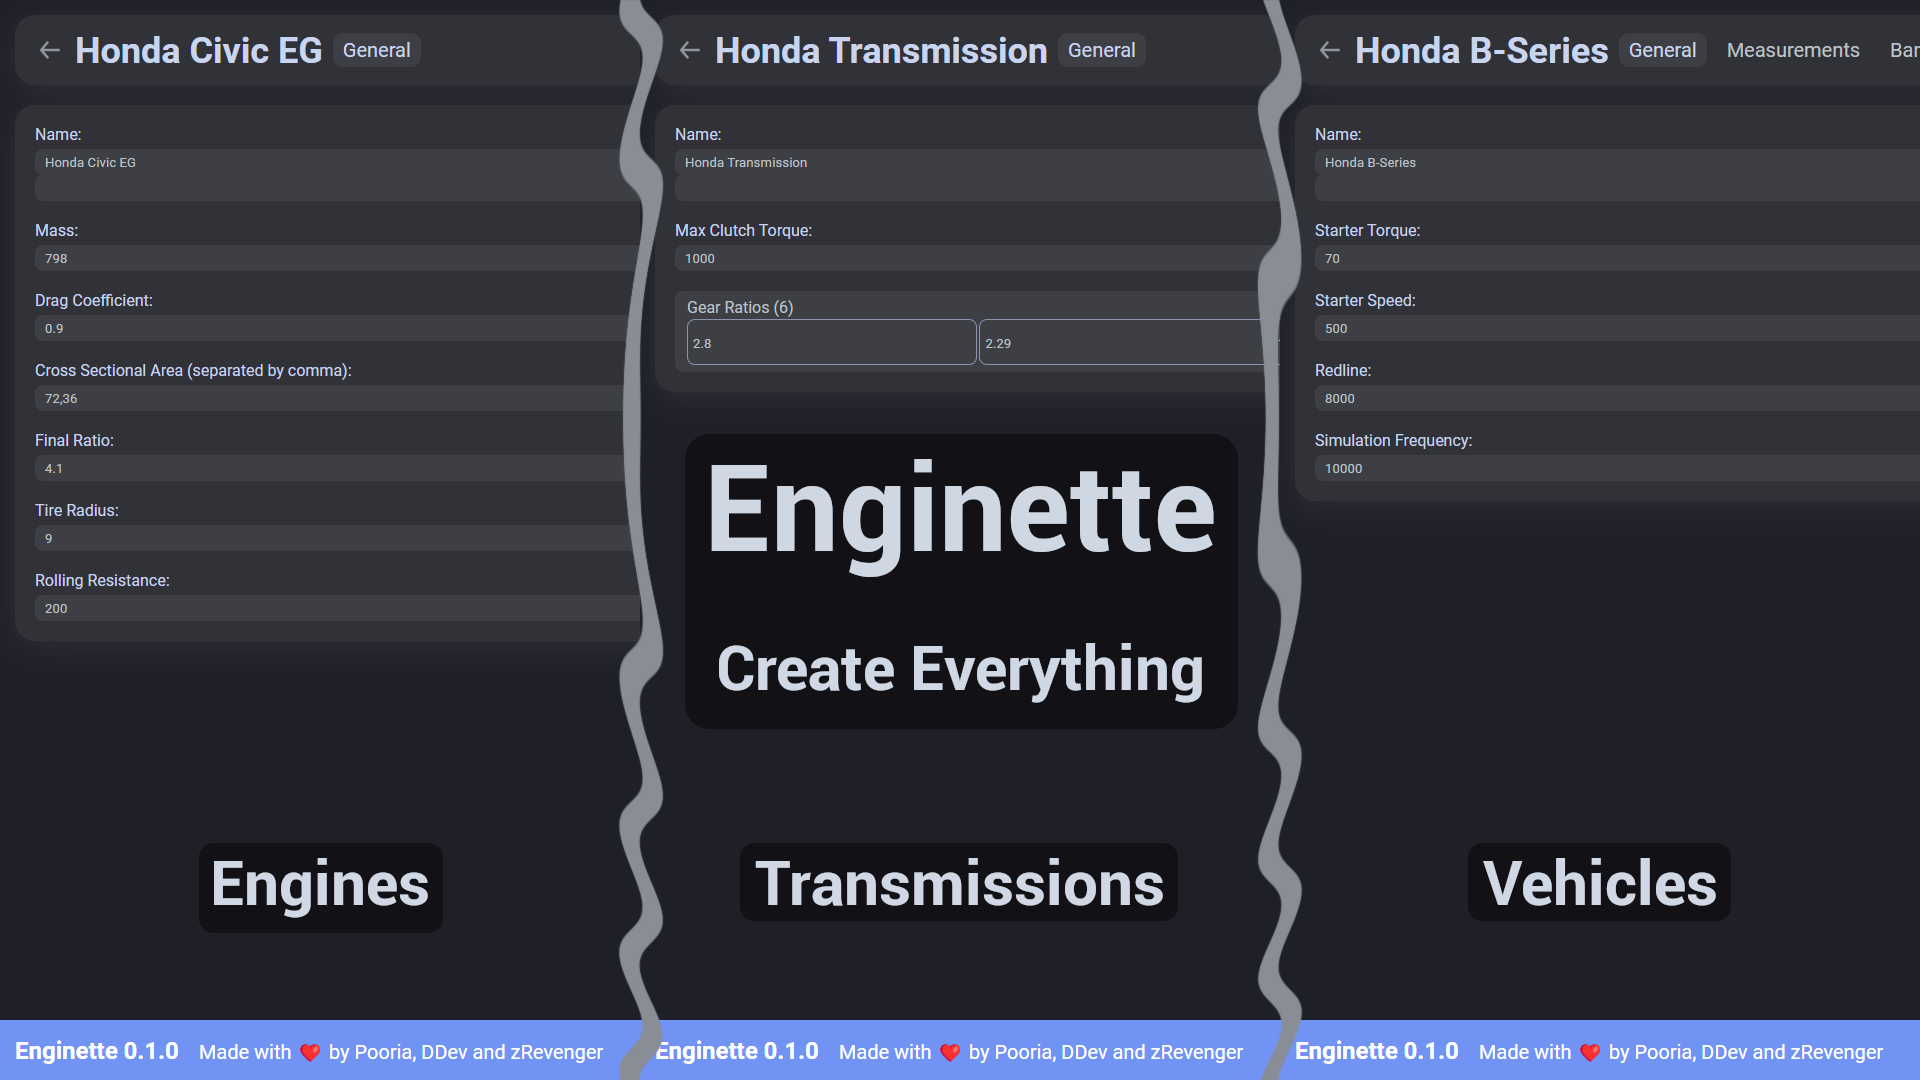 Honda Civic EG General
Name:
Honda Civic EG
Mass:
798
Drag Coefficient:
0.9
Cross Sectional Area (separated by comma):
72,36
Final Ratio:
4.1
Tire Radius:
9
Rolling Resistance:
200
Engines
Enginette 0.1.0 Made with ❤️ by Pooria, DDev and zRevenger
Honda Transmission General
Name:
Honda Transmission
Max Clutch Torque:
1000
Gear Ratios (6)
2.8 2.29
Enginette
Create Everything
Transmissions
Enginette 0.1.0 Made with ❤️ by Pooria, DDev and zRevenger
Honda B-Series General Measurements Bar
Name:
Honda B-Series
Starter Torque:
70
Starter Speed:
500
Redline:
8000
Simulation Frequency:
10000
Vehicles
Enginette 0.1.0 Made with ❤️ by Pooria, DDev and zRevenger